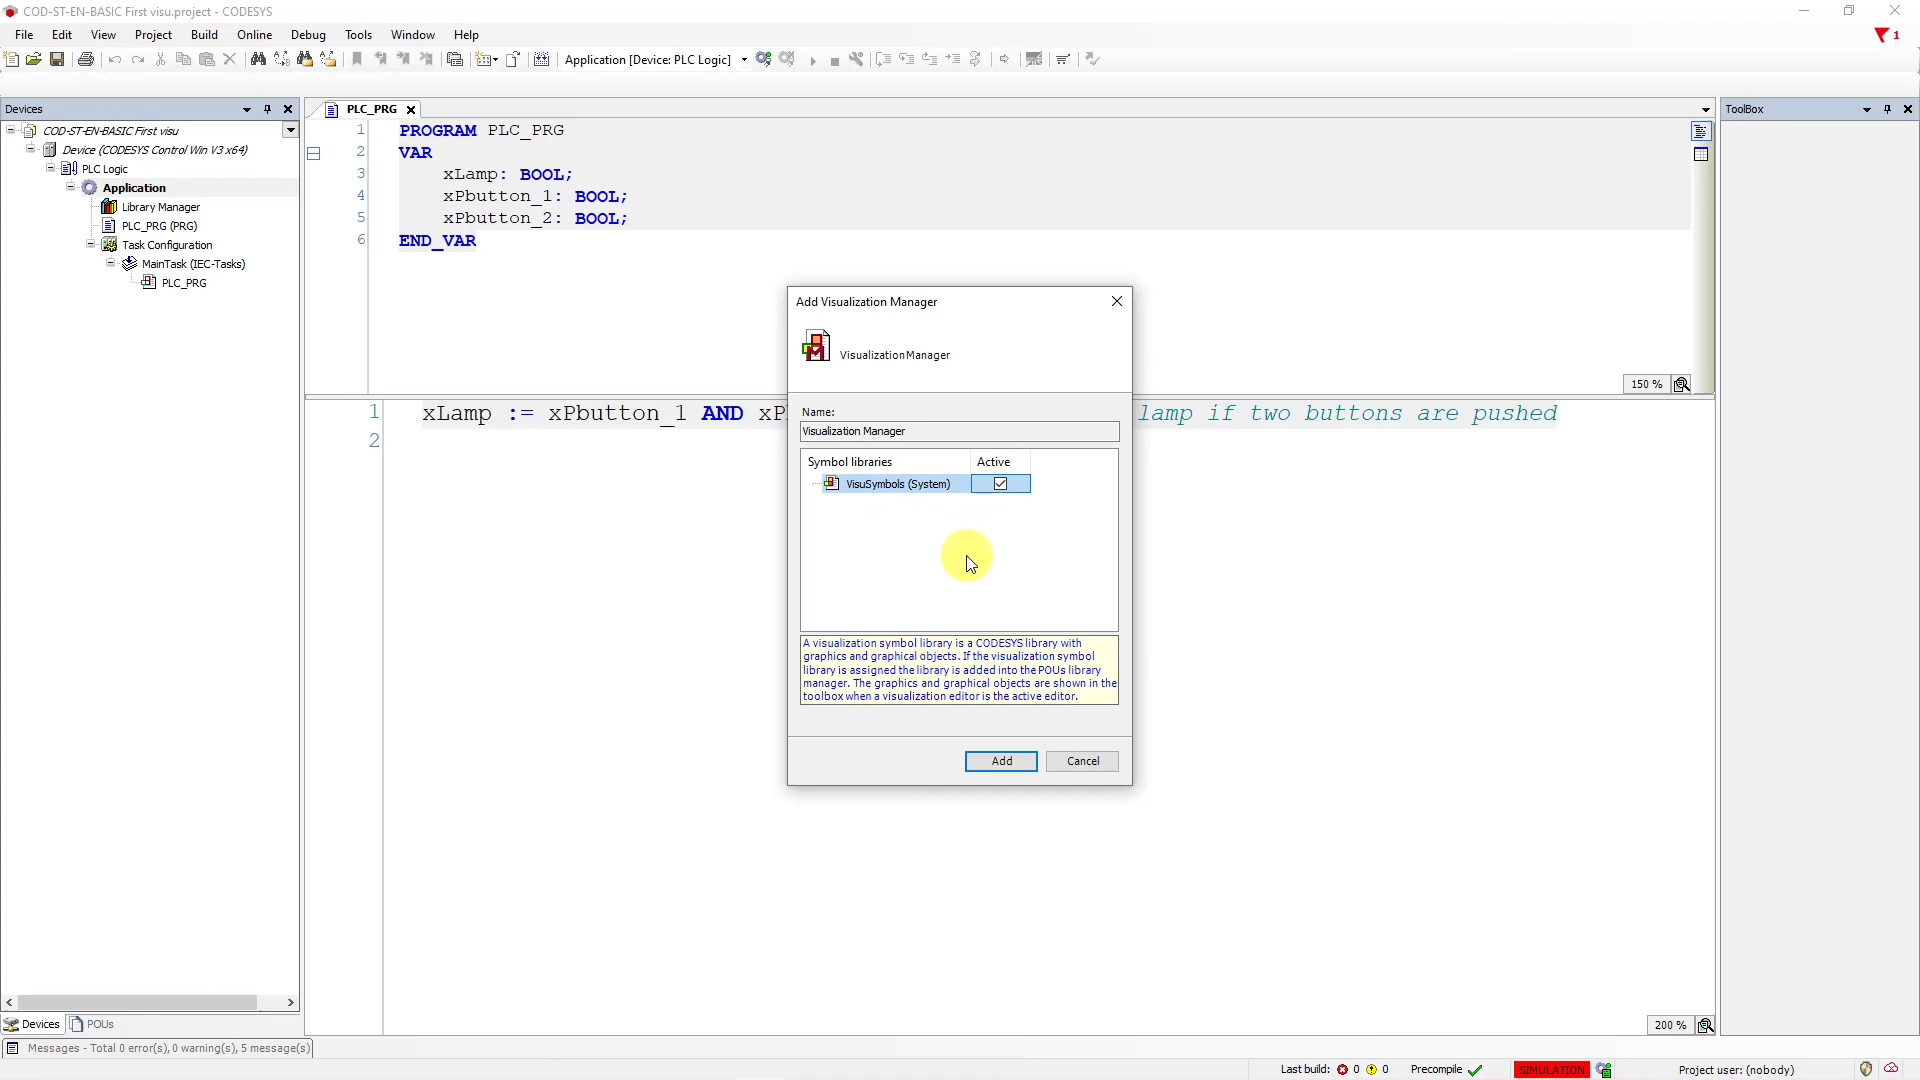 COD-ST-EN-BASIC First visu.project - CODESYS
File Edit View Project Build Online Debug Tools Window Help
1
Application [Device: PLC Logic]
Devices
COD-ST-EN-BASIC First visu
Device (CODESYS Control Win V3 x64)
PLC Logic
Application
Library Manager
PLC_PRG (PRG)
Task Configuration
MainTask (IEC-Tasks)
PLC_PRG
Devices
POUs
PLC_PRG
1 PROGRAM PLC_PRG
2 VAR
3 xLamp: BOOL;
4 xPbutton_1: BOOL;
5 xPbutton_2: BOOL;
6 END_VAR
150 %
1 xLamp := xPbutton_1 AND xP lamp if two buttons are pushed
2
200 %
Add Visualization Manager
Visualization Manager
Name:
Visualization Manager
Symbol libraries Active
VisuSymbols (System)
A visualization symbol library is a CODESYS library with
graphics and graphical objects. If the visualization symbol
library is assigned the library is added into the POUs library
manager. The graphics and graphical objects are shown in the
toolbox when a visualization editor is the active editor.
Add Cancel
ToolBox
Messages - Total 0 error(s), 0 warning(s), 5 message(s)
Last build: 0 0 Precompile SIMULATION Project user: (nobody)